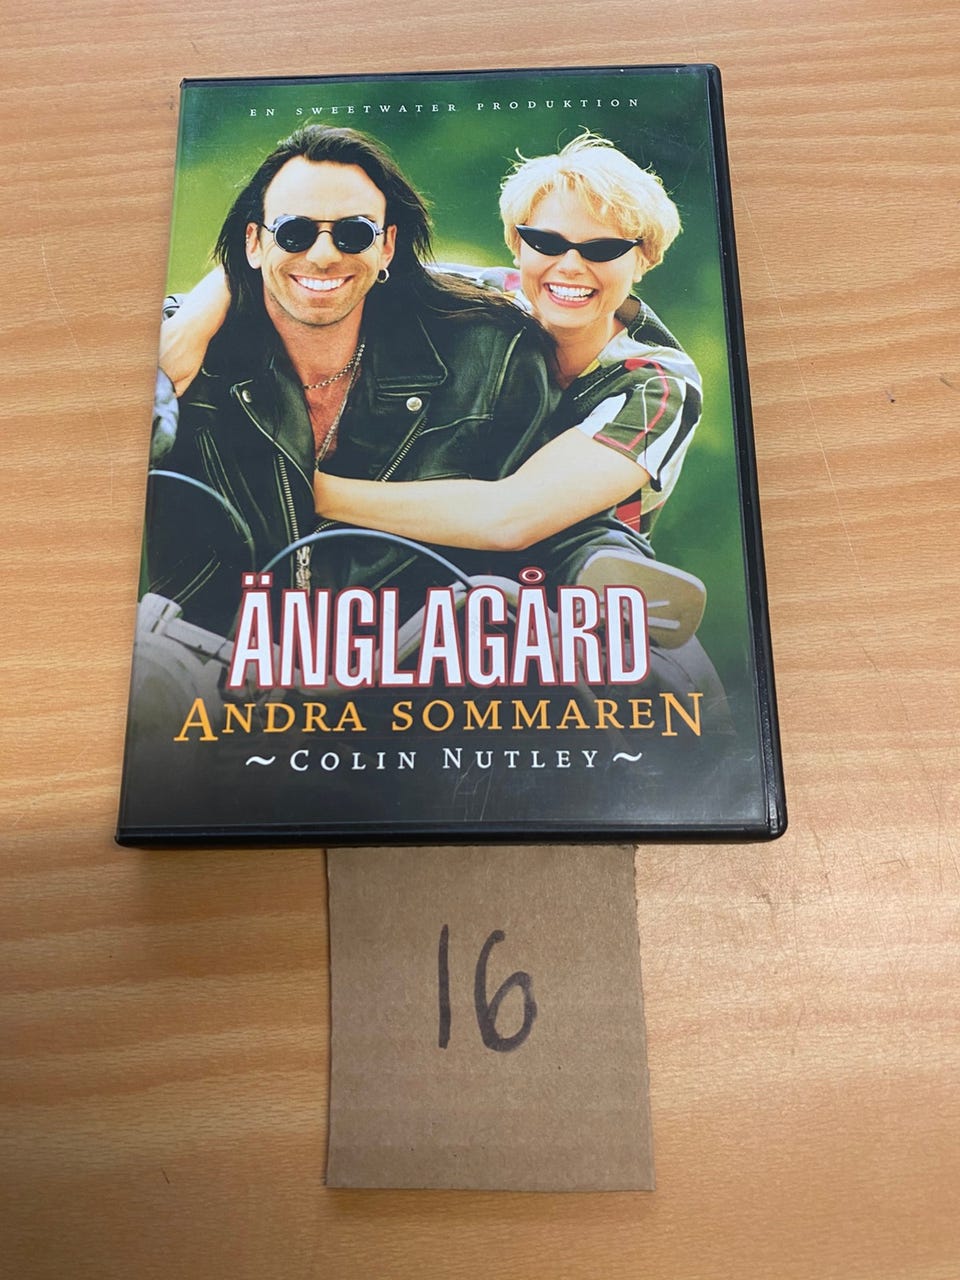 EN SWEETWATER PRODUKTION
ÄNGLAGÅRD
ANDRA SOMMAREN
~COLIN NUTLEY~
16